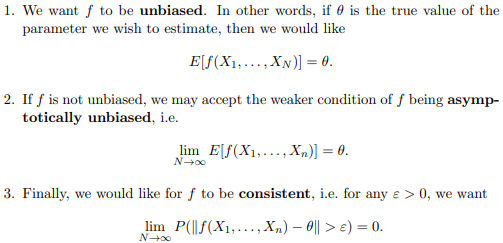 1. We want f to be unbiased. In other words, if θ is the true value of the
parameter we wish to estimate, then we would like
E[f(X₁, . . . , X_N)] = θ.
2. If f is not unbiased, we may accept the weaker condition of f being asymp-
totically unbiased, i.e.
lim_{N→∞} E[f(X₁, . . . , Xₙ)] = θ.
3. Finally, we would like for f to be consistent, i.e. for any ε > 0, we want
lim_{N→∞} P(‖f(X₁, . . . , Xₙ) − θ‖ > ε) = 0.